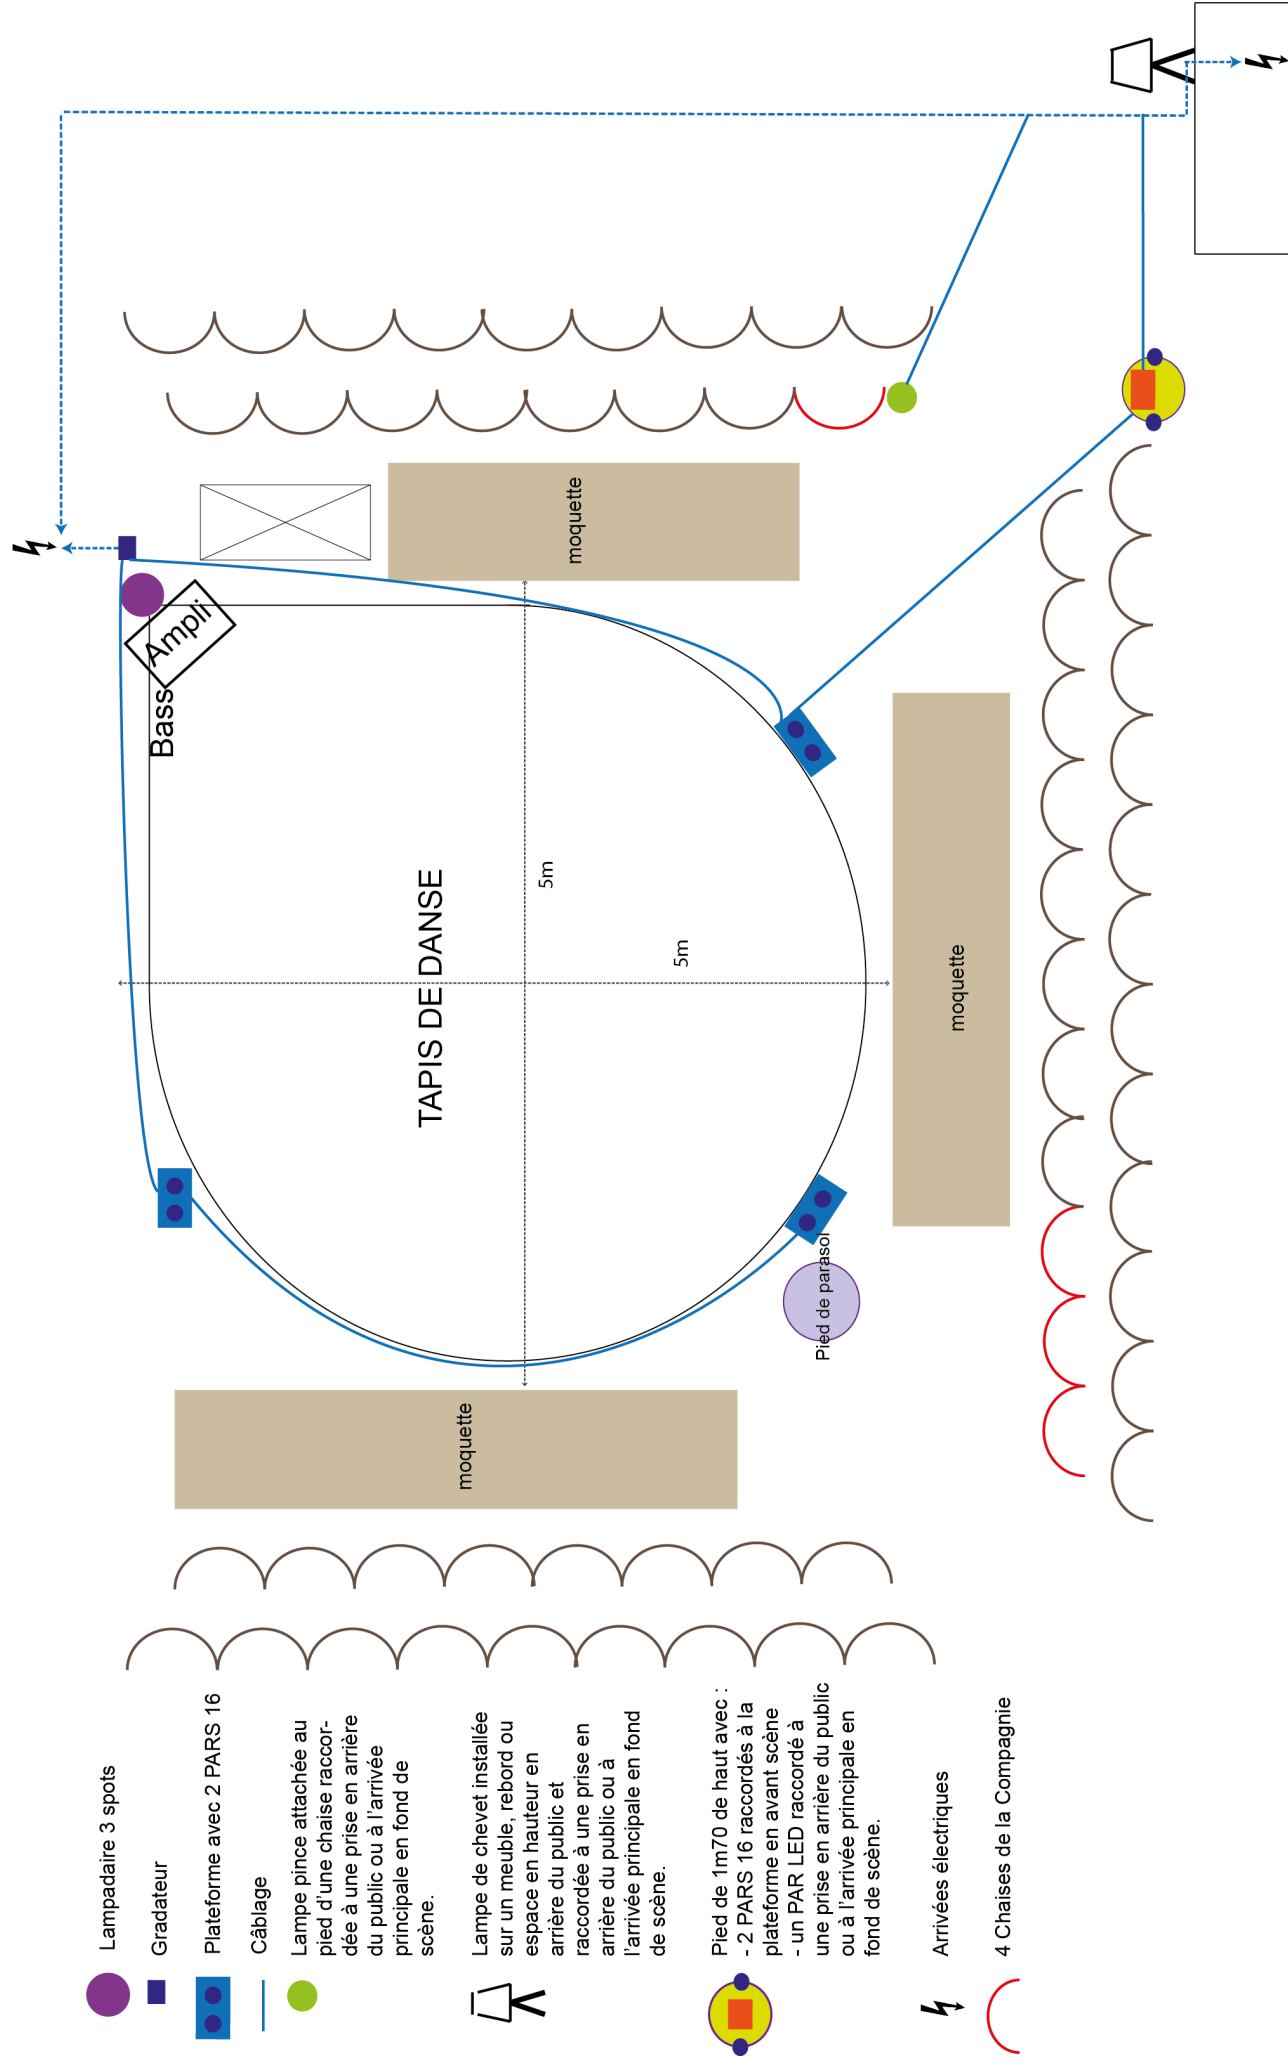 Lampadaire 3 spots
Gradateur
Plateforme avec 2 PARS 16
Câblage
Lampe pince attachée au
pied d'une chaise raccor-
dée à une prise en arrière
du public ou à l'arrivée
principale en fond de
scène.
Lampe de chevet installée
sur un meuble, rebord ou
espace en hauteur en
arrière du public et
raccordée à une prise en
arrière du public ou à
l'arrivée principale en fond
de scène.
Pied de 1m70 de haut avec :
- 2 PARS 16 raccordés à la
plateforme en avant scène
- un PAR LED raccordé à
une prise en arrière du public
ou à l'arrivée principale en
fond de scène.
Arrivées électriques
4 Chaises de la Compagnie
moquette
Pied de parasol
TAPIS DE DANSE
5m
5m
moquette
Bass
Ampli
moquette